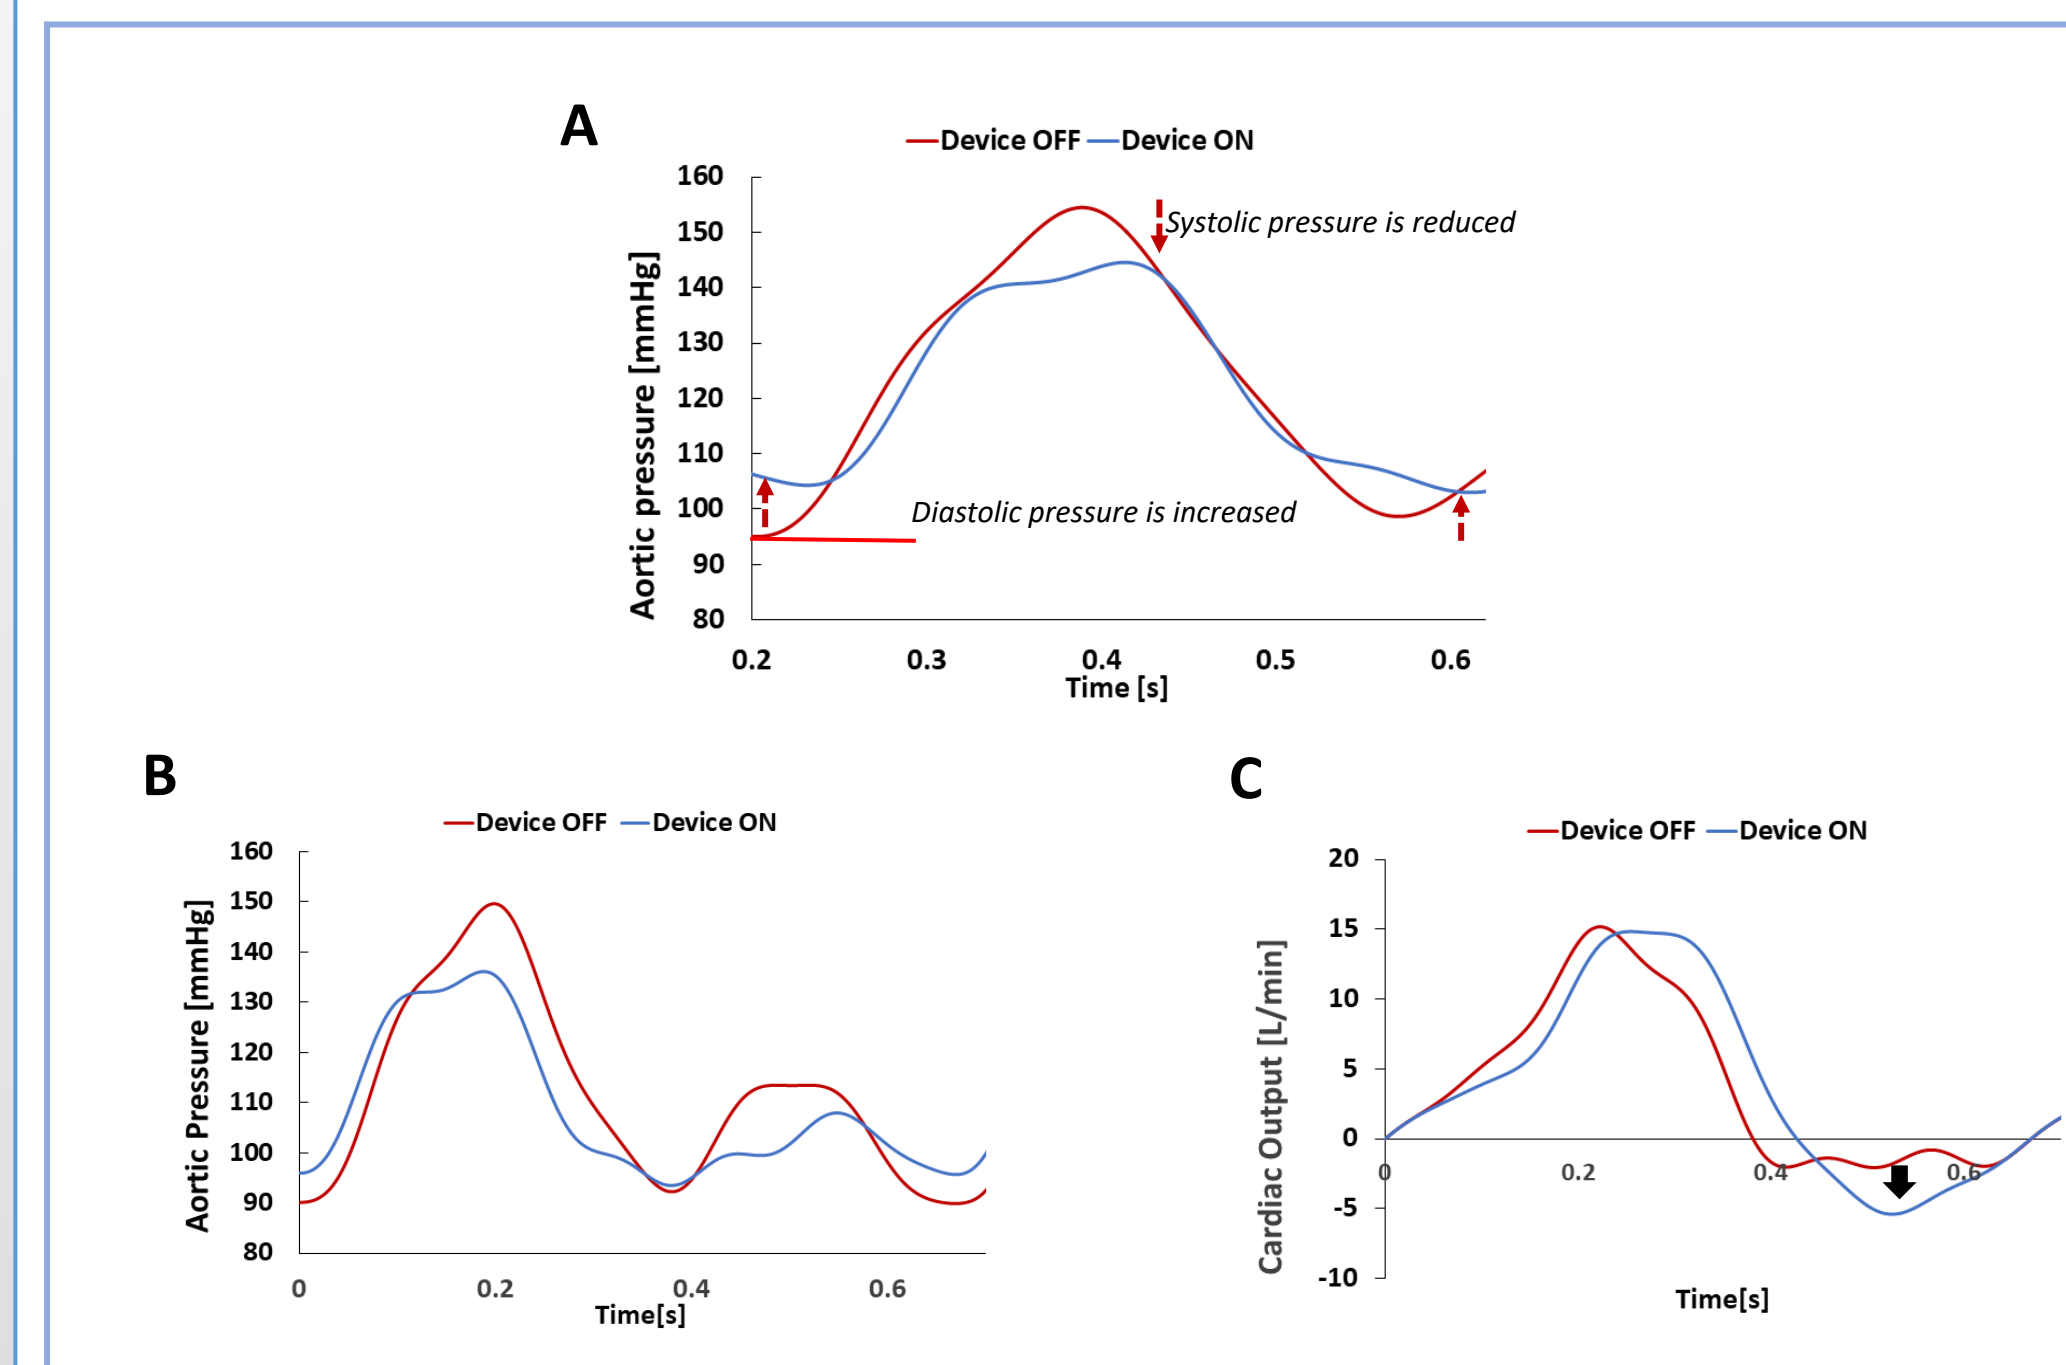 A
Device OFF Device ON
160
150
140
130
120
110
100
90
80
Aortic pressure [mmHg]
Systolic pressure is reduced
Diastolic pressure is increased
0.2 0.3 0.4 0.5 0.6
Time [s]
B
Device OFF Device ON
160
150
140
130
120
110
100
90
80
Aortic Pressure [mmHg]
0 0.2 0.4 0.6
Time[s]
C
Device OFF Device ON
20
15
10
5
0
-5
-10
Cardiac Output [L/min]
0 0.2 0.4 0.6
Time[s]